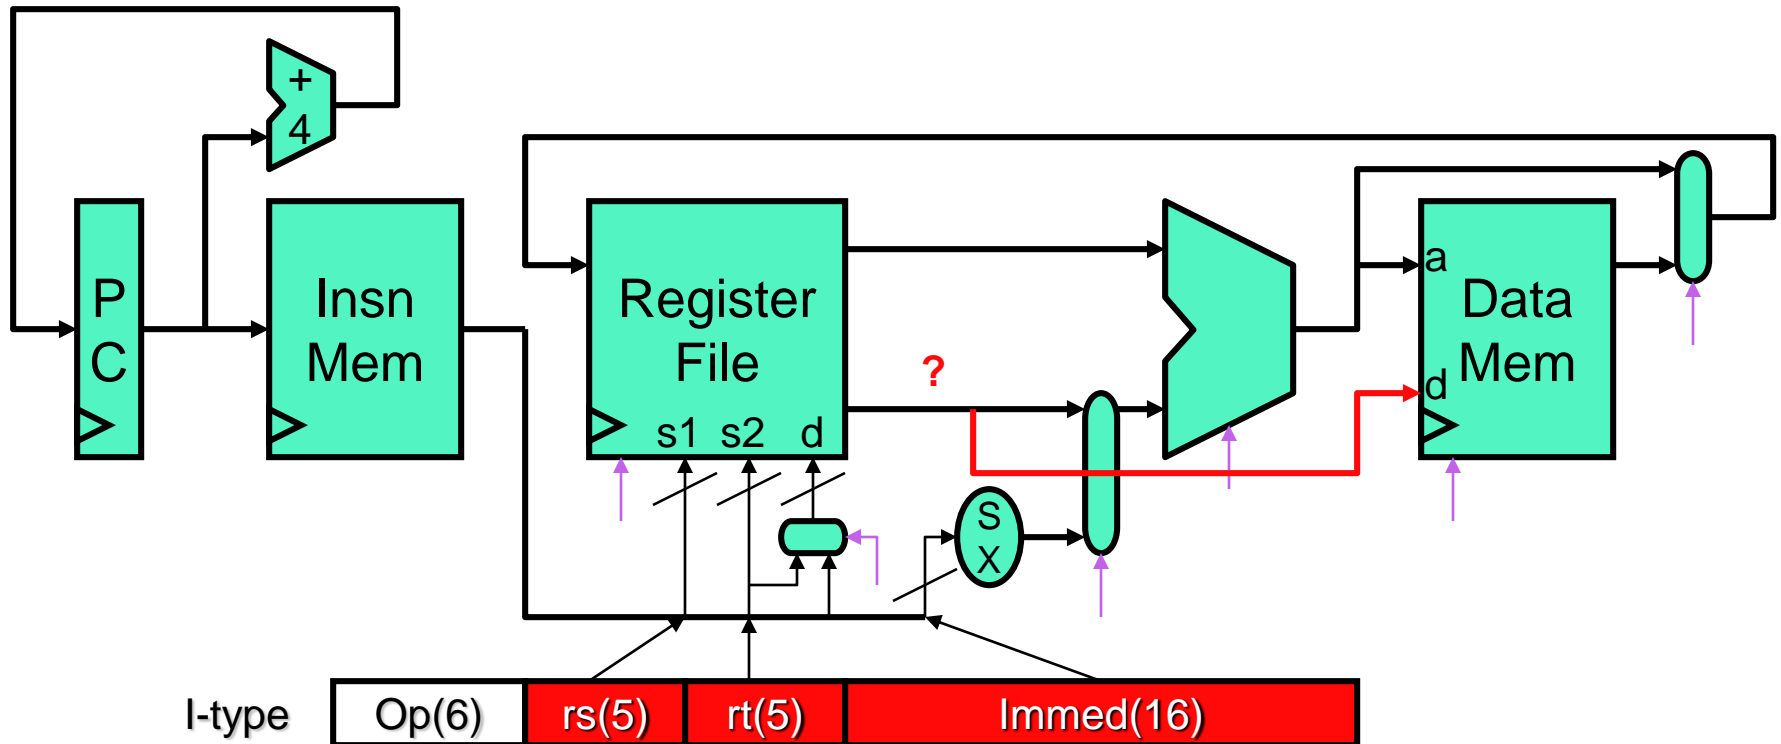 +
4
P
C
Insn
Mem
Register
File
s1 s2 d
?
S
X
a
d
Data
Mem
I-type Op(6) rs(5) rt(5) Immed(16)